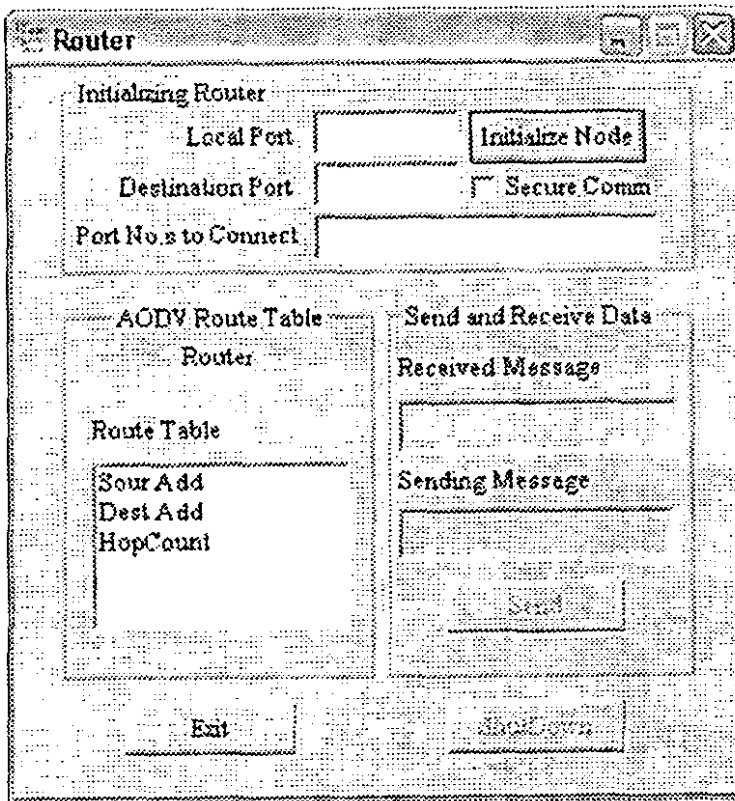 Router
Initializing Router
Local Port
Initialize Node
Destination Port
Secure Comm
Port No.s to Connect
AODV Route Table
Router
Route Table
Sour Add
Dest Add
HopCount
Send and Receive Data
Received Message
Sending Message
Send
Exit
ShutDown